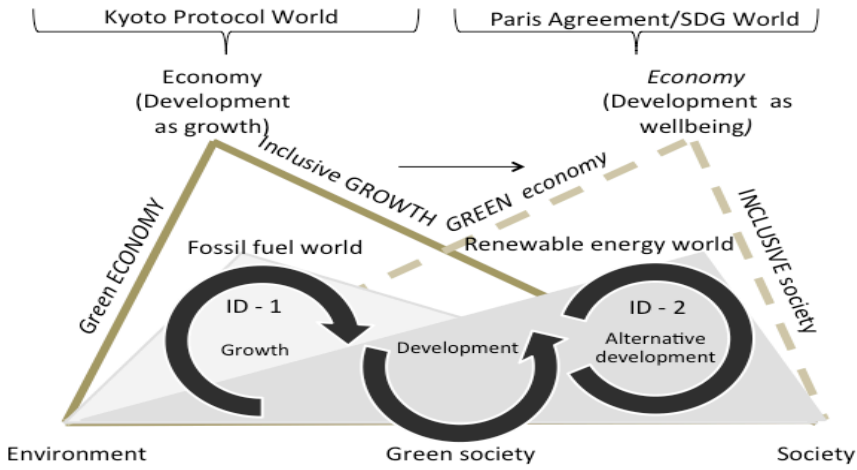 Kyoto Protocol World
Paris Agreement/SDG World
Economy
(Development
as growth)
Economy
(Development as
wellbeing)
Inclusive GROWTH
GREEN economy
Green ECONOMY
INCLUSIVE society
Fossil fuel world
Renewable energy world
ID - 1
Growth
Development
ID - 2
Alternative
development
Environment
Green society
Society